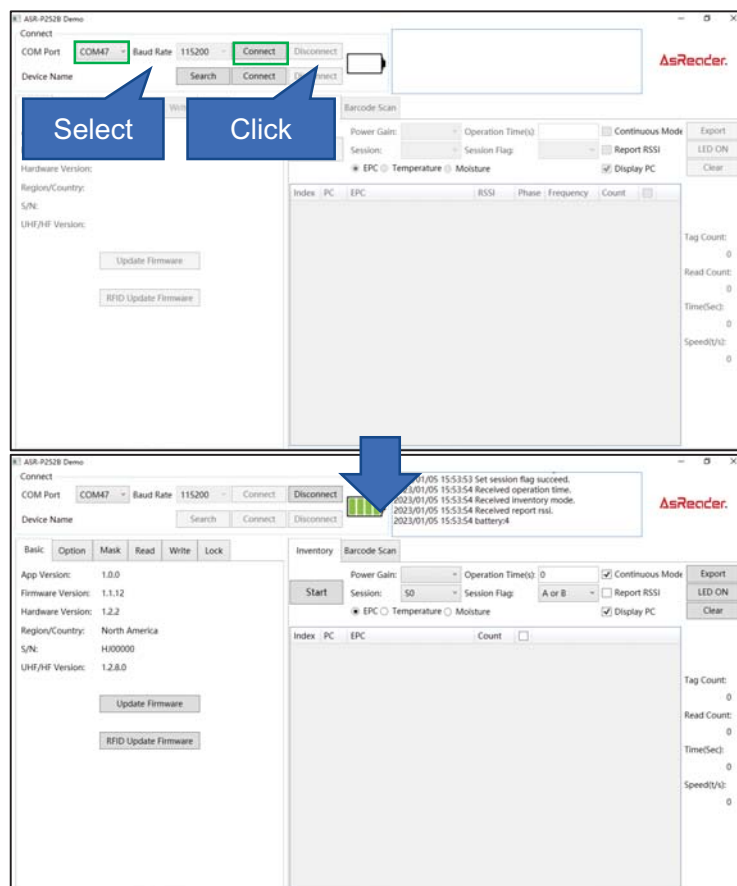 ASR-P252B Demo
Connect
COM Port COM47 Baud Rate 115200 Connect Disconnect
Device Name Search Connect Disconnect
AsReader.
Select
Click
Barcode Scan
Power Gain: Operation Time(s): Continuous Mode Export
Session: Session Flag: Report RSSI LED ON
EPC Temperature Moisture Display PC Clear
Hardware Version:
Region/Country:
S/N:
UHF/HF Version:
Update Firmware
RFID Update Firmware
Index PC EPC RSSI Phase Frequency Count
Tag Count:
0
Read Count:
0
Time(Sec):
0
Speed(t/s):
0
ASR-P252B Demo
Connect
COM Port COM47 Baud Rate 115200 Connect Disconnect
Device Name Search Connect Disconnect
/01/05 15:53:53 Set session flag succeed.
2023/01/05 15:53:54 Received operation time.
2023/01/05 15:53:54 Received inventory mode.
2023/01/05 15:53:54 Received report rssi.
2023/01/05 15:53:54 battery:4
AsReader.
Basic Option Mask Read Write Lock
App Version: 1.0.0
Firmware Version: 1.1.12
Hardware Version: 1.2.2
Region/Country: North America
S/N: HJ00000
UHF/HF Version: 1.2.8.0
Update Firmware
RFID Update Firmware
Inventory Barcode Scan
Power Gain: Operation Time(s): 0 Continuous Mode Export
Start Session: S0 Session Flag: A or B Report RSSI LED ON
EPC Temperature Moisture Display PC Clear
Index PC EPC Count
Tag Count:
0
Read Count:
0
Time(Sec):
0
Speed(t/s):
0